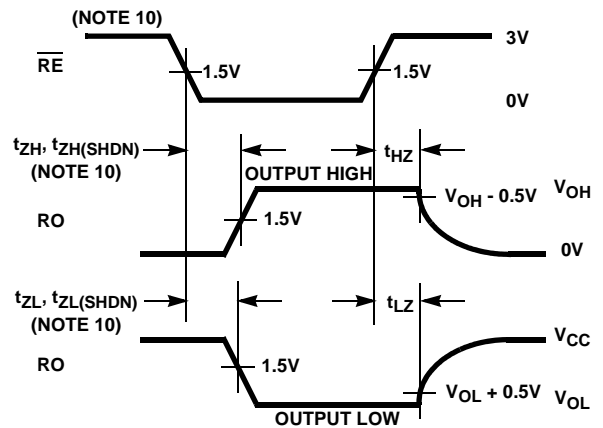 (NOTE 10)
3V
RE
1.5V
1.5V
0V
tZH, tZH(SHDN)
(NOTE 10)
tHZ
OUTPUT HIGH
VOH - 0.5V
VOH
RO
1.5V
0V
tZL, tZL(SHDN)
(NOTE 10)
tLZ
VCC
RO
1.5V
VOL + 0.5V
VOL
OUTPUT LOW